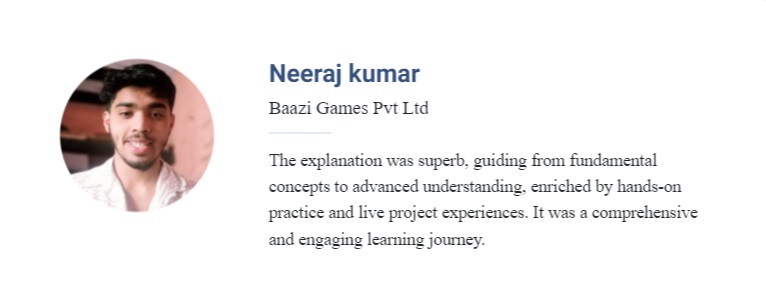 Neeraj kumar
Baazi Games Pvt Ltd
The explanation was superb, guiding from fundamental
concepts to advanced understanding, enriched by hands-on
practice and live project experiences. It was a comprehensive
and engaging learning journey.